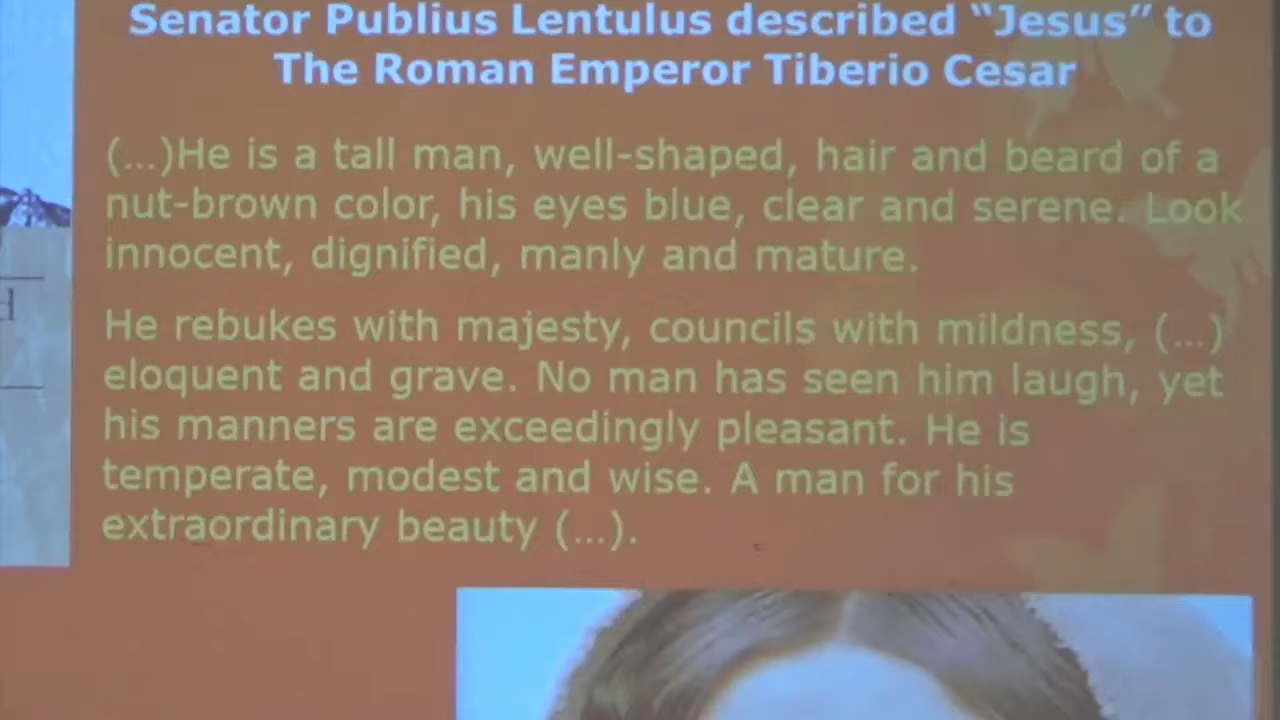 Senator Publius Lentulus described “Jesus” to
The Roman Emperor Tiberio Cesar
(...)He is a tall man, well-shaped, hair and beard of a
nut-brown color, his eyes blue, clear and serene. Look
innocent, dignified, manly and mature.
He rebukes with majesty, councils with mildness, (...)
eloquent and grave. No man has seen him laugh, yet
his manners are exceedingly pleasant. He is
temperate, modest and wise. A man for his
extraordinary beauty (...).